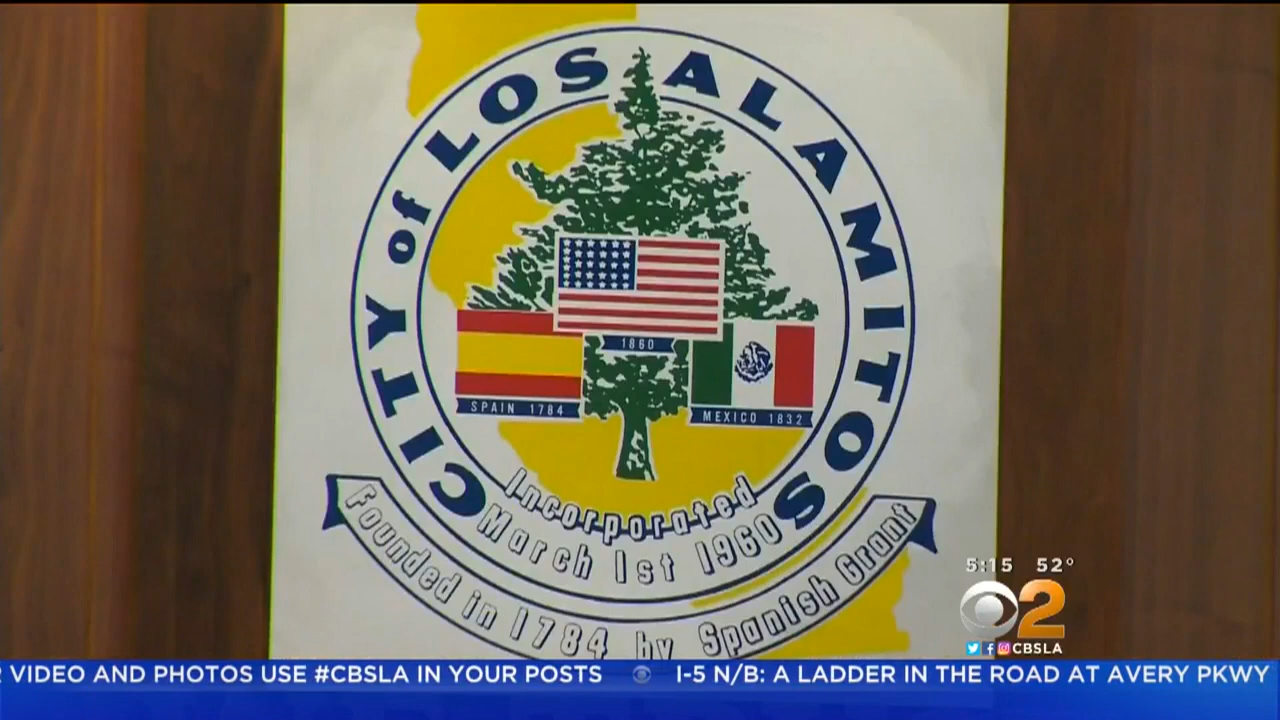 CITY of LOS ALAMITOS
1860
SPAIN 1784
MEXICO 1832
Incorporated
March 1st 1960
Founded in 1784 by Spanish Grant
5:15 52°
2
CBSLA
VIDEO AND PHOTOS USE #CBSLA IN YOUR POSTS
I-5 N/B: A LADDER IN THE ROAD AT AVERY PKWY